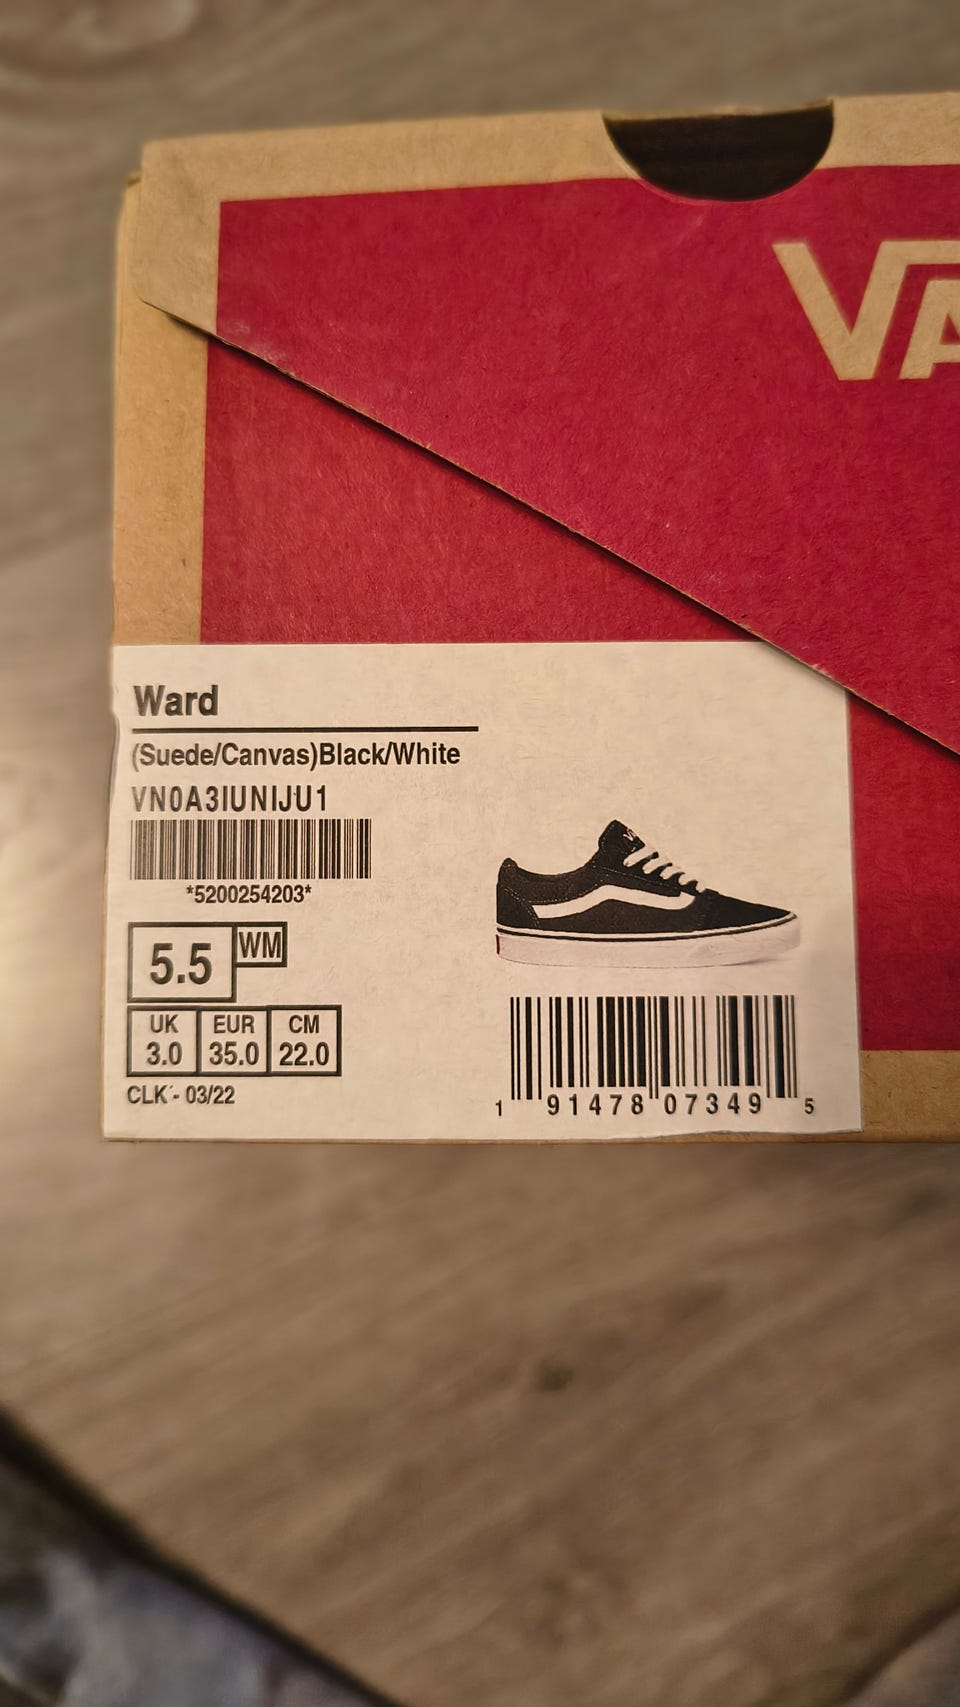 VA
Ward
(Suede/Canvas)Black/White
VN0A3IUNIJU1
*5200254203*
5.5 WM
UK EUR CM
3.0 35.0 22.0
CLK - 03/22
1 91478 07349 5